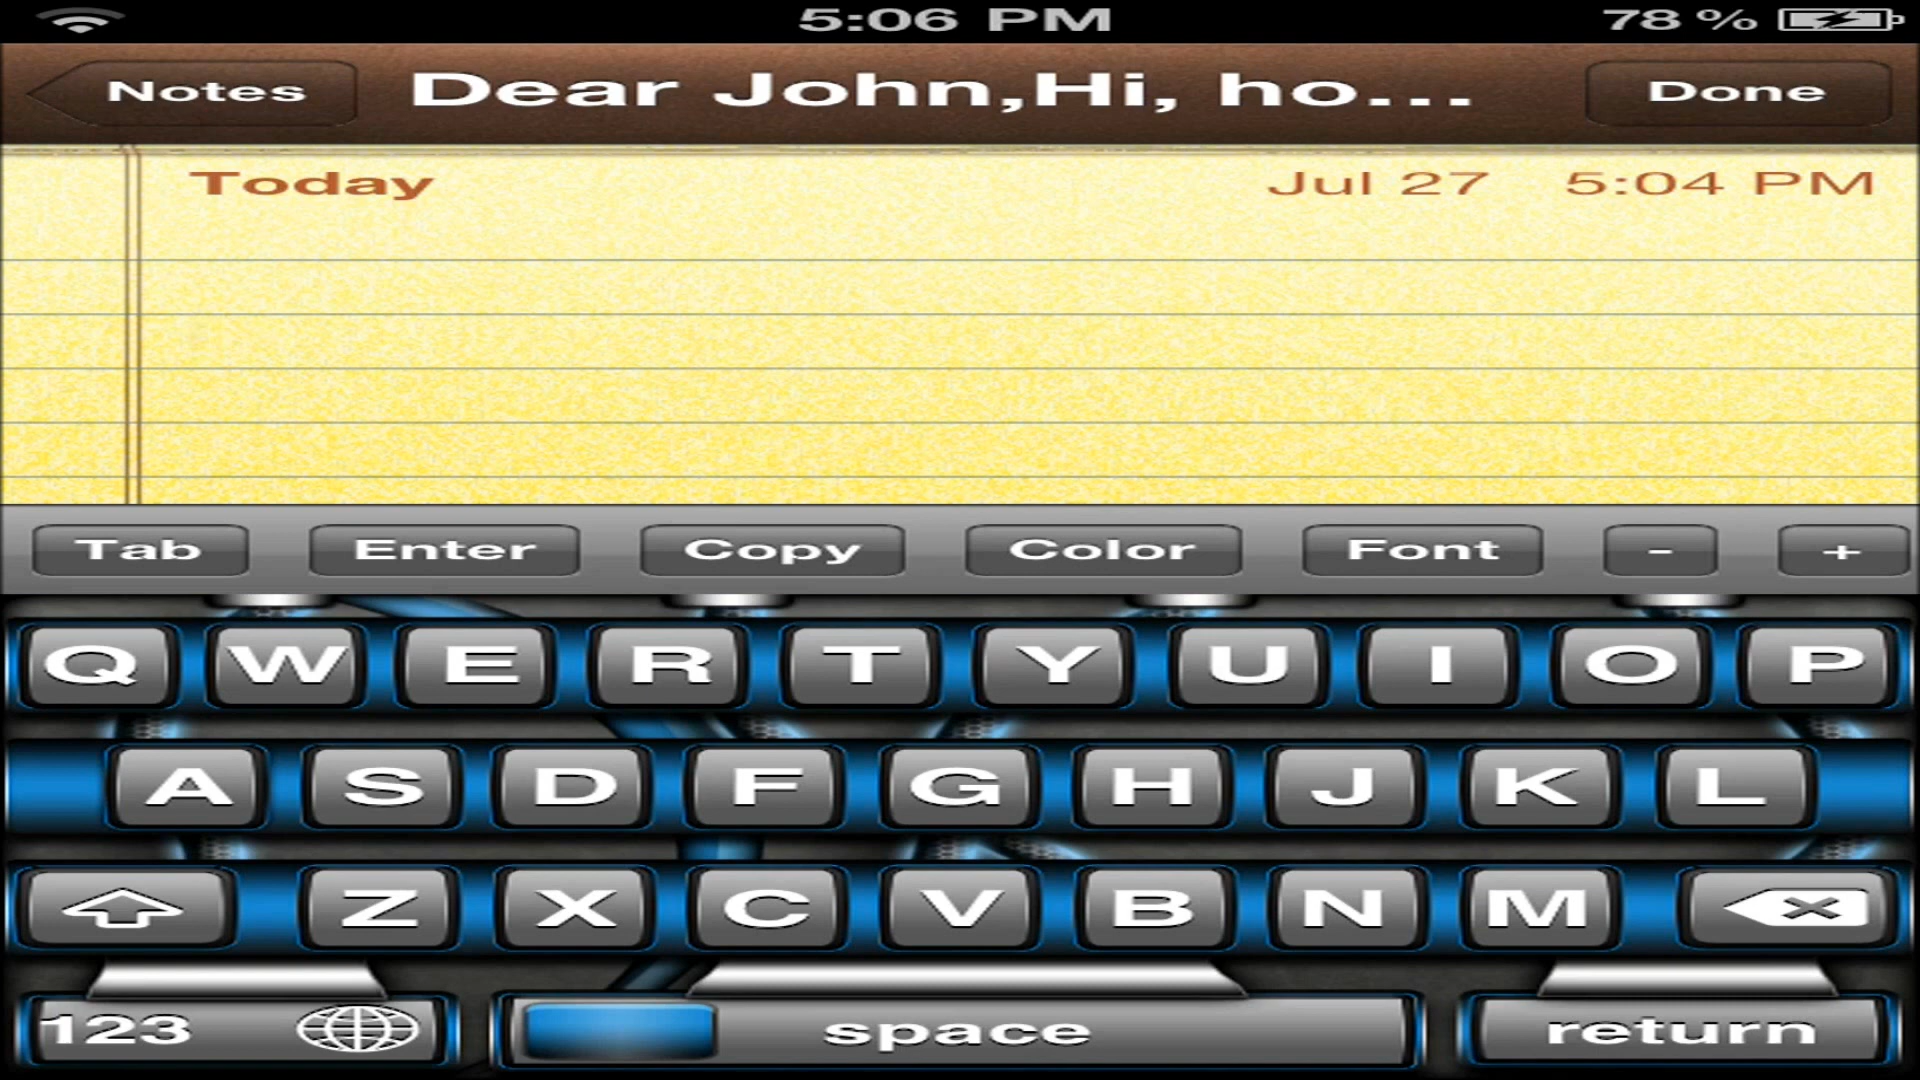 5:06 PM 78 %
Notes Dear John,Hi, ho... Done
Today Jul 27 5:04 PM
Tab Enter Copy Color Font - +
Q W E R T Y U I O P
A S D F G H J K L
Z X C V B N M
123 space return